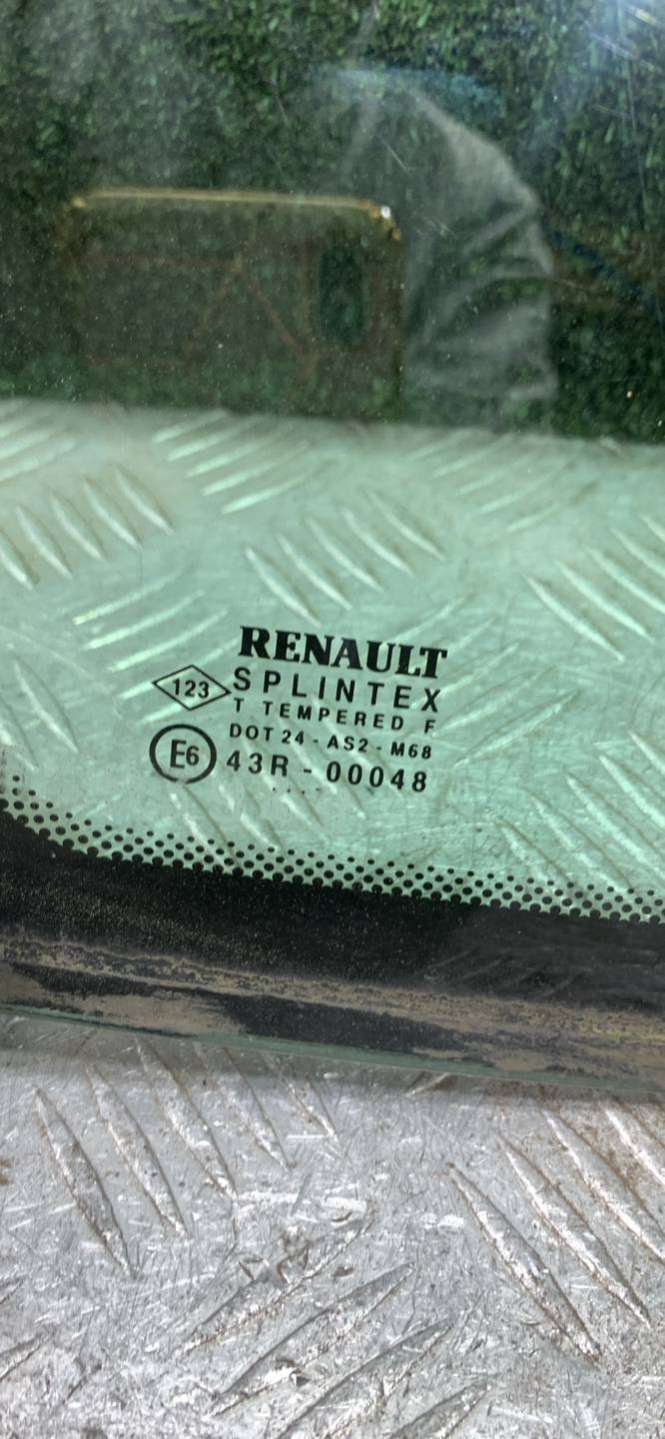 RENAULT
123 SPLINTEX
T TEMPERED F
DOT 24 - AS2 - M68
E6 43R - 00048